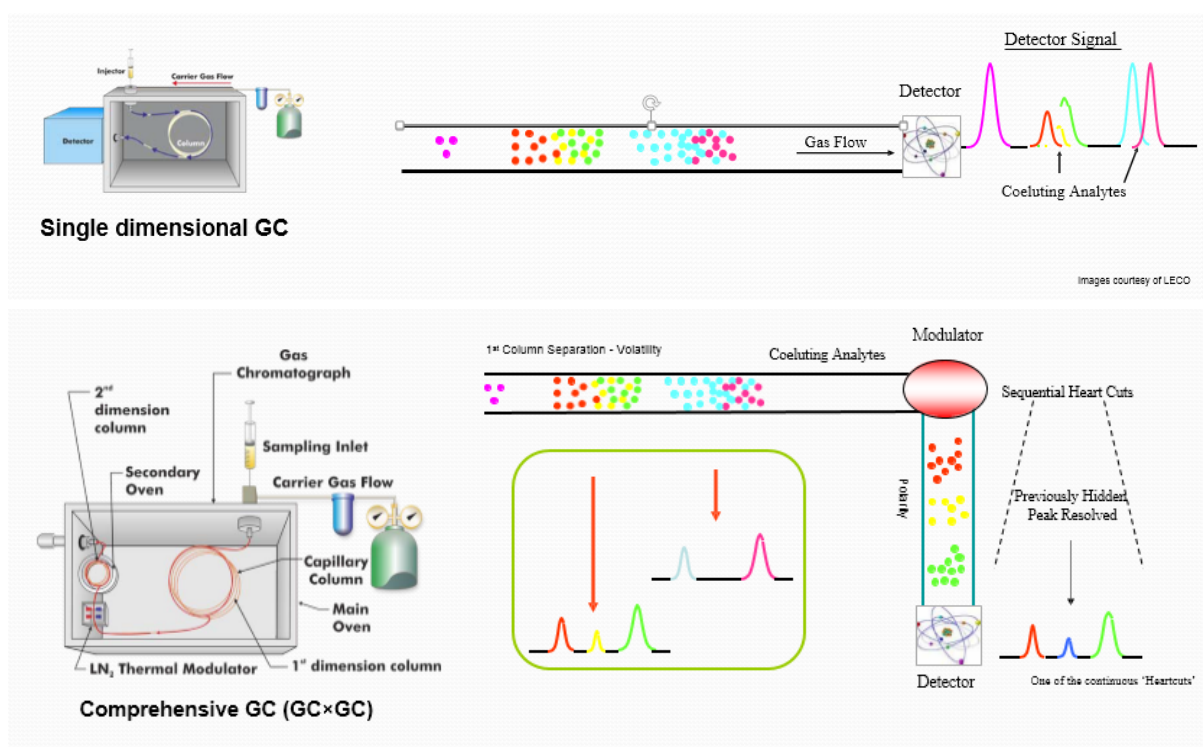 Injector
Carrier Gas Flow
Detector
Column
Single dimensional GC
Gas Flow
Detector
Detector Signal
Coeluting Analytes
Images courtesy of LECO
Gas
Chromatograph
2nd
dimension
column
Secondary
Oven
Sampling Inlet
Carrier Gas Flow
Capillary
Column
Main
Oven
LN2 Thermal Modulator
1st dimension column
Comprehensive GC (GC×GC)
1st Column Separation - Volatility
Coeluting Analytes
Modulator
Sequential Heart Cuts
Polarity
Previously Hidden
Peak Resolved
Detector
One of the continuous 'Heartcuts'